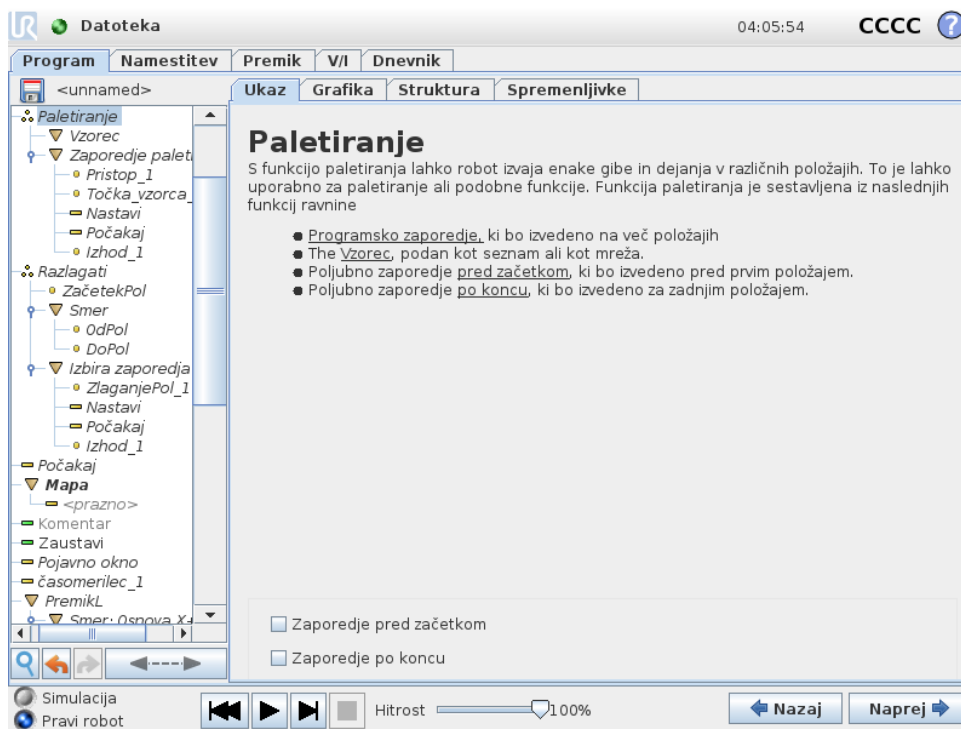 UR Datoteka 04:05:54 CCCC ?
Program Namestitev Premik V/I Dnevnik
<unnamed>
Ukaz Grafika Struktura Spremenljivke
Paletiranje
Vzorec
Zaporedje palet
Pristop_1
Točka_vzorca_
Nastavi
Počakaj
Izhod_1
Razlagati
ZačetekPol
Smer
OdPol
DoPol
Izbira zaporedja
ZlaganjePol_1
Nastavi
Počakaj
Izhod_1
Počakaj
Mapa
<prazno>
Komentar
Zaustavi
Pojavno okno
časomerilec_1
PremikL
Smer: Osnova X+
Paletiranje
S funkcijo paletiranja lahko robot izvaja enake gibe in dejanja v različnih položajih. To je lahko
uporabno za paletiranje ali podobne funkcije. Funkcija paletiranja je sestavljena iz naslednjih
funkcij ravnine
Programsko zaporedje, ki bo izvedeno na več položajih
The Vzorec, podan kot seznam ali kot mreža.
Poljubno zaporedje pred začetkom, ki bo izvedeno pred prvim položajem.
Poljubno zaporedje po koncu, ki bo izvedeno za zadnjim položajem.
Zaporedje pred začetkom
Zaporedje po koncu
Simulacija
Pravi robot
Hitrost 100%
Nazaj Naprej